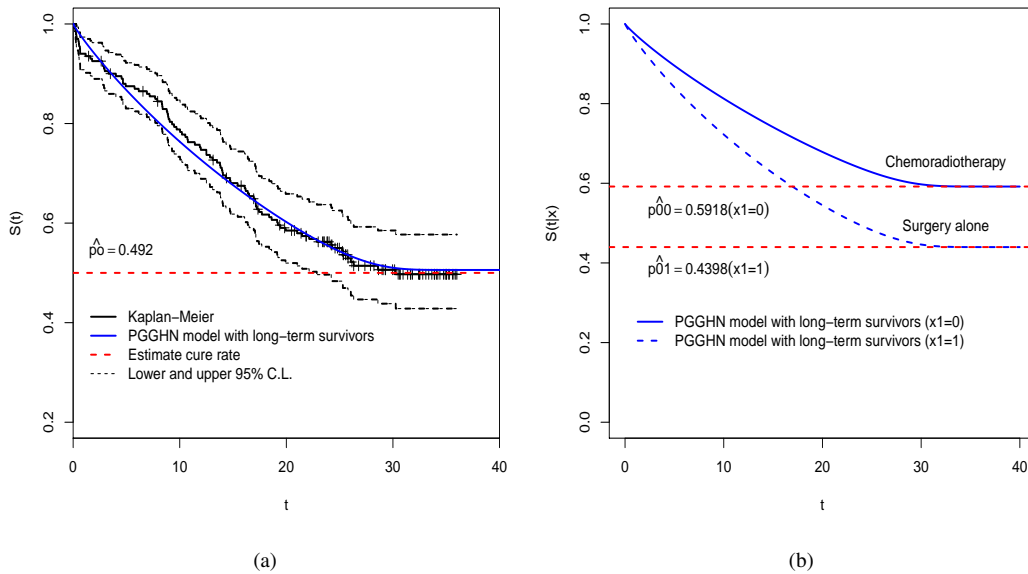 S(t)
1.0
0.8
0.6
0.4
0.2
p̂o = 0.492
Kaplan−Meier
PGGHN model with long−term survivors
Estimate cure rate
Lower and upper 95% C.L.
0 10 20 30 40
t
(a)
S(t|x)
1.0
0.8
0.6
0.4
0.2
0.0
Chemoradiotherapy
p̂00 = 0.5918(x1=0)
Surgery alone
p̂01 = 0.4398(x1=1)
PGGHN model with long−term survivors (x1=0)
PGGHN model with long−term survivors (x1=1)
0 10 20 30 40
t
(b)